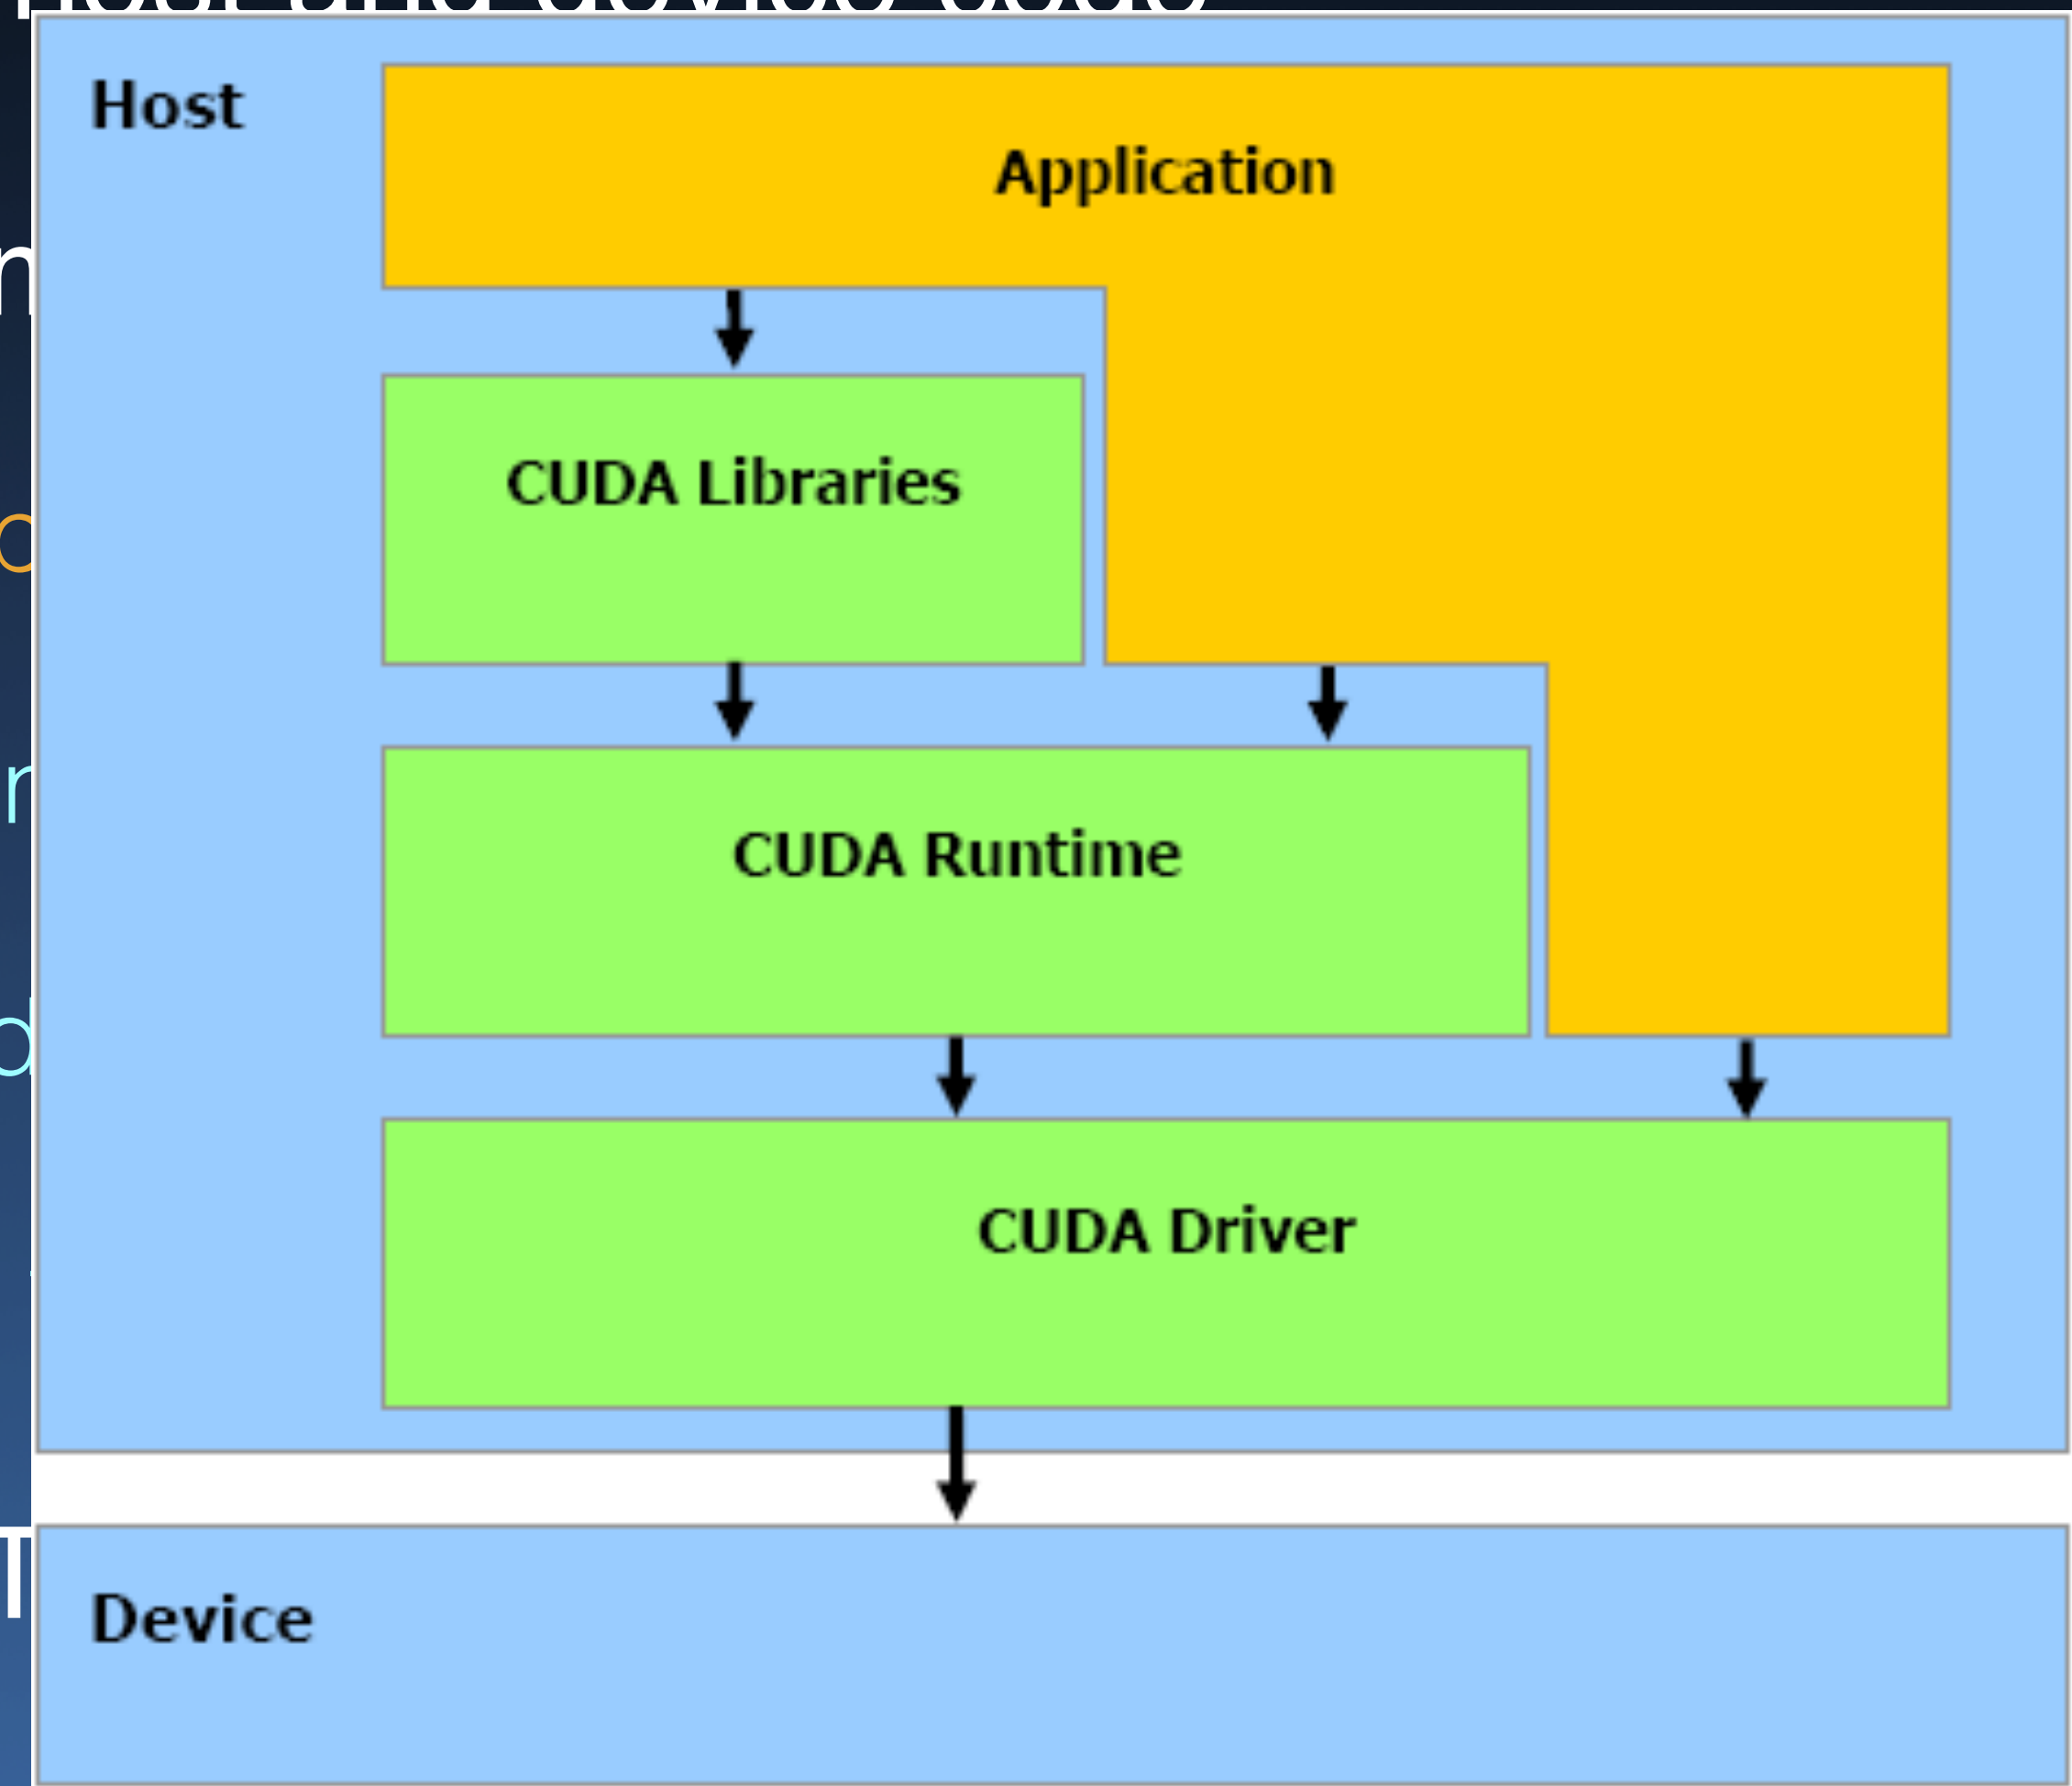 Host
Application
CUDA Libraries
CUDA Runtime
CUDA Driver
Device